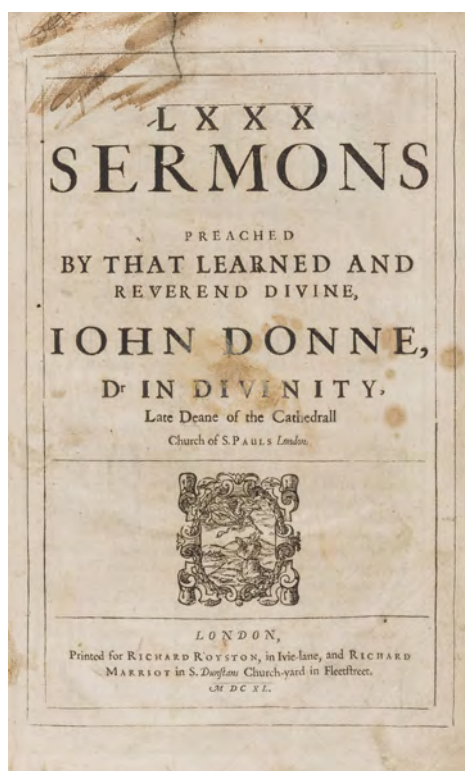 LXXX
SERMONS
PREACHED
BY THAT LEARNED AND
REVEREND DIVINE,
IOHN DONNE,
Dr IN DIVINITY,
Late Deane of the Cathedrall
Church of S. PAULS London.
LONDON,
Printed for RICHARD ROYSTON, in Ivie-lane, and RICHARD
MARRIOT in S. Dunſtans Church-yard in Fleetſtreet.
MDCXL.